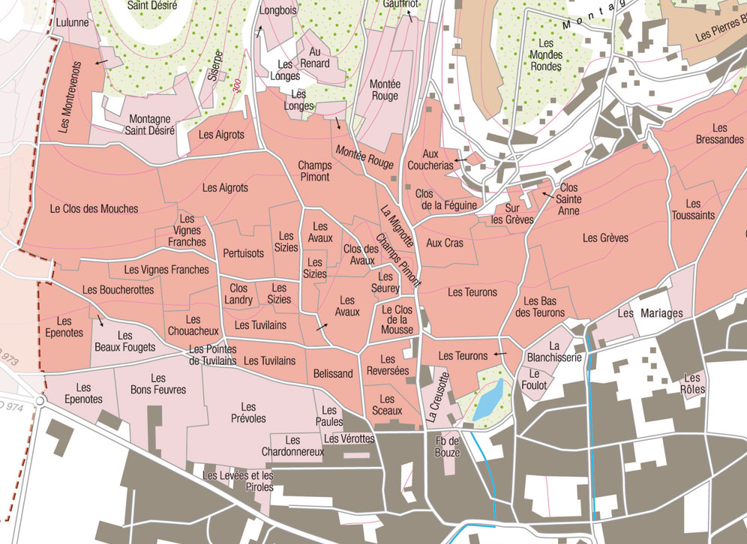 Lulunne
Saint Désiré
Longbois
Gauffriot
Montag
Les Pierres B
Les
Mondes
Rondes
Au
Renard
Siserpe
Les
Longes
Les
Longes
300
Montée
Rouge
Les Montrevenots
Montagne
Saint Désiré
Les Aigrots
Champs
Pimont
Montée Rouge
Aux
Coucherias
Les
Bressandes
Les Aigrots
Clos
de la Féguine
Clos
Sainte
Anne
Sur
les Grèves
Les
Toussaints
Le Clos des Mouches
Les
Vignes
Franches
Les
Sizies
Les
Avaux
La Mignotte
Champs Pimont
Aux Cras
Les Grèves
Pertuisots
Clos des
Avaux
Les
Sizies
Les Vignes Franches
Les
Seurey
Les Boucherottes
Clos
Landry
Les
Sizies
Les
Avaux
Les Teurons
Les Bas
des Teurons
Les Mariages
Le Clos
de la
Mousse
Les
Epenotes
Les
Beaux Fougets
Les
Chouacheux
Les Tuvilains
Les Pointes
de Tuvilains
Les Tuvilains
Les
Reversées
Les Teurons
La
Blanchisserie
Le
Foulot
Belissand
973
D 974
Les
Epenotes
Les
Bons Feuvres
Les
Prévoles
Les
Sceaux
La Creusotte
Les
Rôles
Les
Paules
Les Vérottes
Les
Chardonnereux
Fb de
Bouze
Les Levées et les
Piroles